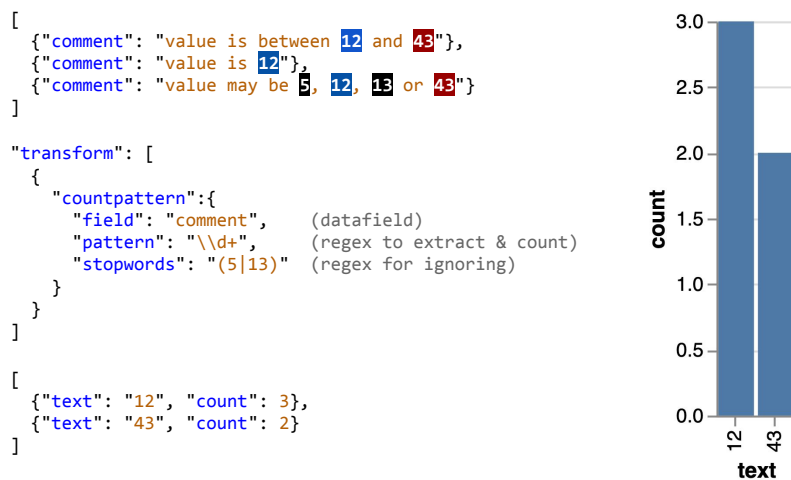 [
  {"comment": "value is between 12 and 43"},
  {"comment": "value is 12"},
  {"comment": "value may be 5, 12, 13 or 43"}
]
"transform": [
  {
    "countpattern":{
      "field": "comment",    (datafield)
      "pattern": "\\d+",     (regex to extract & count)
      "stopwords": "(5|13)"  (regex for ignoring)
    }
  }
]
[
  {"text": "12", "count": 3},
  {"text": "43", "count": 2}
]
3.0
2.5
2.0
1.5
1.0
0.5
0.0
count
12
43
text